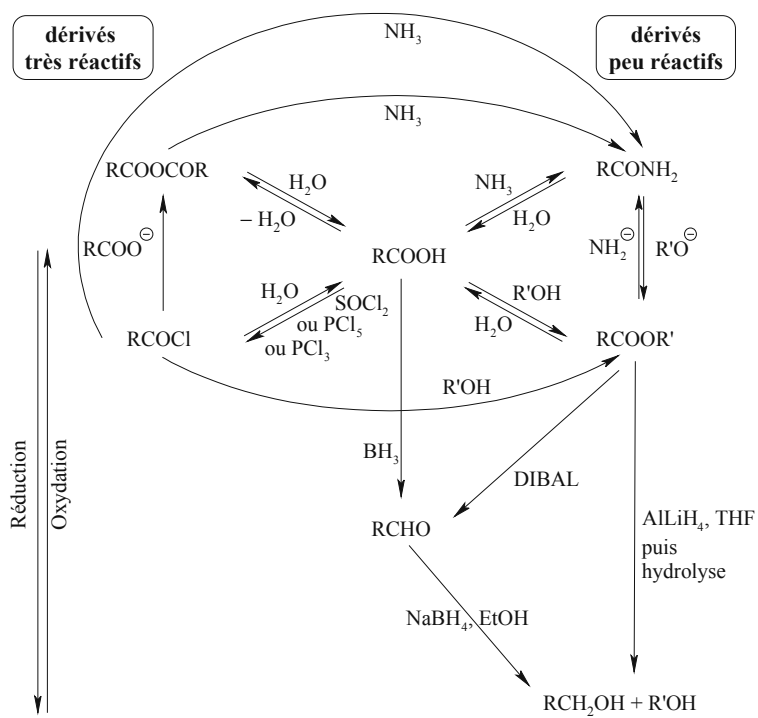 dérivés
très réactifs
NH₃
dérivés
peu réactifs
NH₃
RCOOCOR
H₂O
– H₂O
NH₃
H₂O
RCONH₂
RCOO⊖
RCOOH
NH₂⊖
R'O⊖
RCOCl
H₂O
SOCl₂
ou PCl₅
ou PCl₃
R'OH
H₂O
RCOOR'
R'OH
Réduction
Oxydation
BH₃
DIBAL
RCHO
AlLiH₄, THF
puis
hydrolyse
NaBH₄, EtOH
RCH₂OH + R'OH